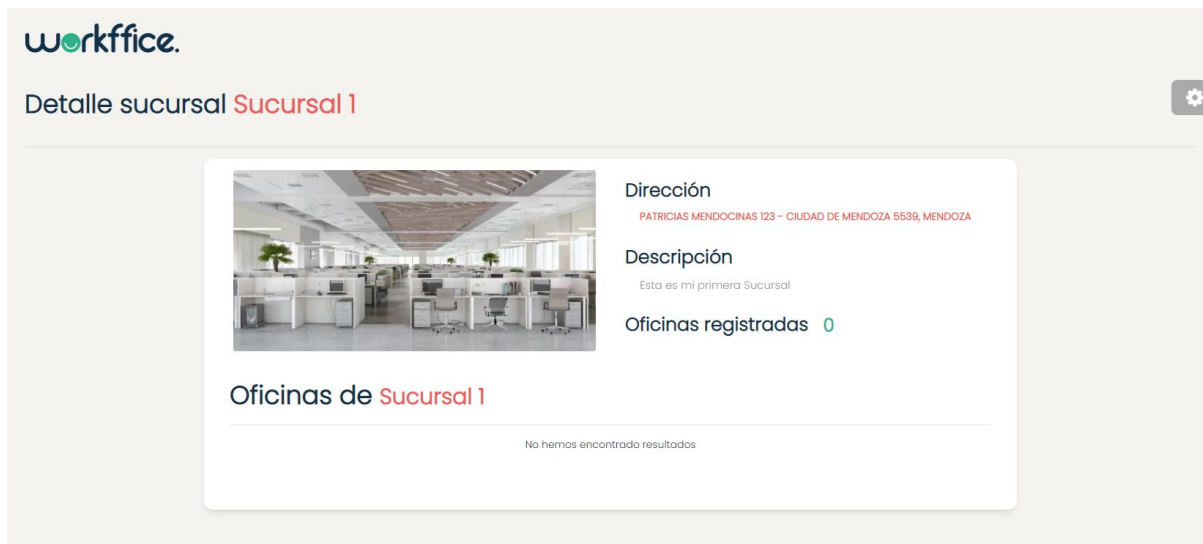 workffice.
Detalle sucursal Sucursal 1
Dirección
PATRICIAS MENDOCINAS 123 - CIUDAD DE MENDOZA 5539, MENDOZA
Descripción
Esta es mi primera Sucursal
Oficinas registradas 0
Oficinas de Sucursal 1
No hemos encontrado resultados